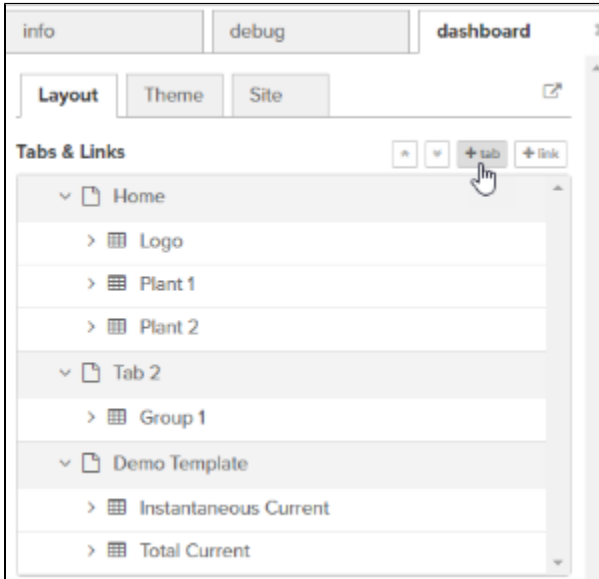 info debug dashboard
Layout Theme Site
Tabs & Links +tab +link
Home
Logo
Plant 1
Plant 2
Tab 2
Group 1
Demo Template
Instantaneous Current
Total Current